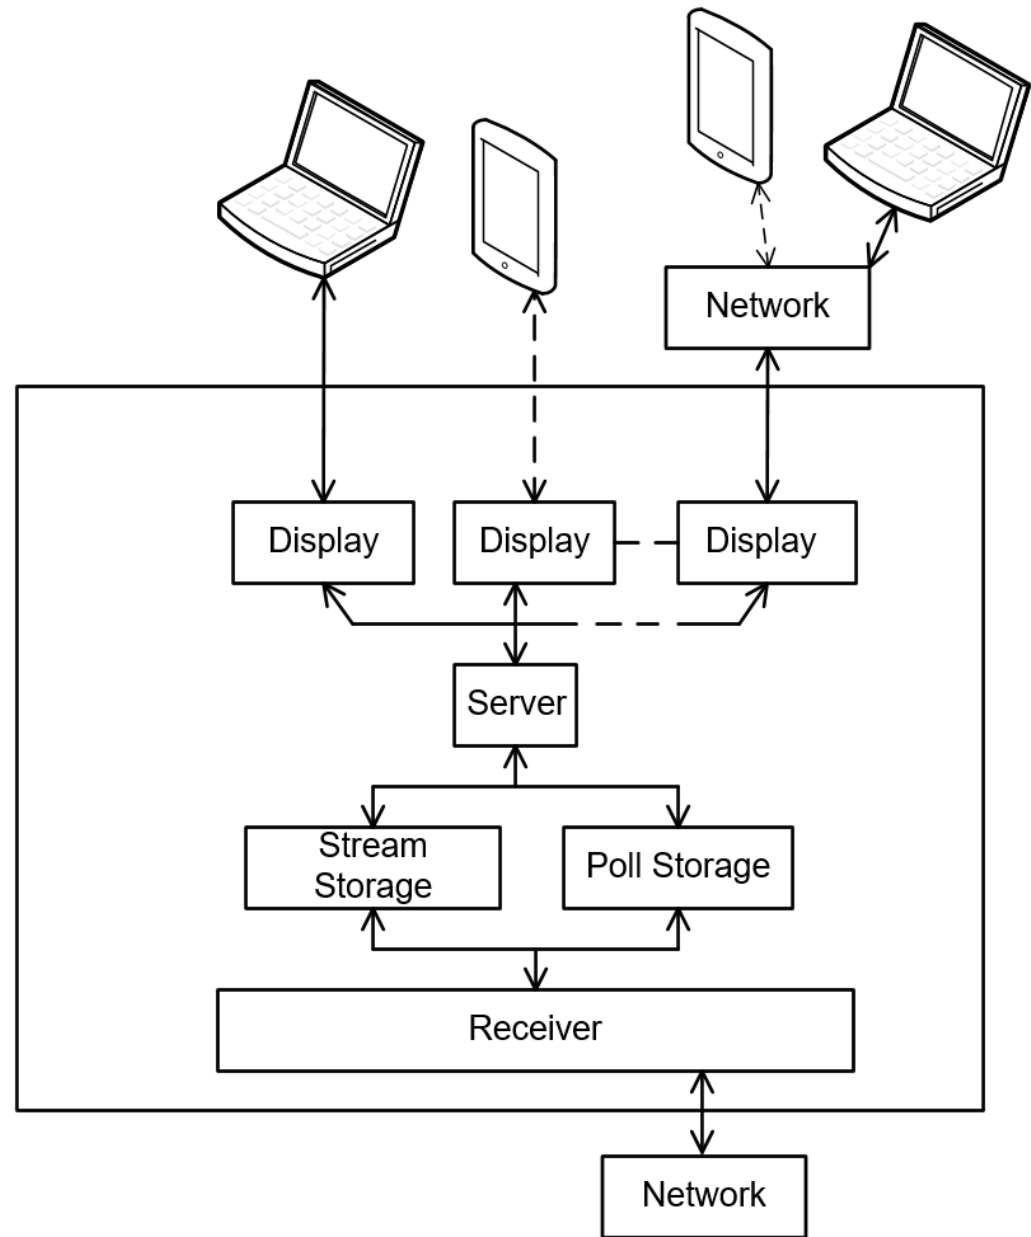 Network
Display
Display
Display
Server
Stream
Storage
Poll Storage
Receiver
Network